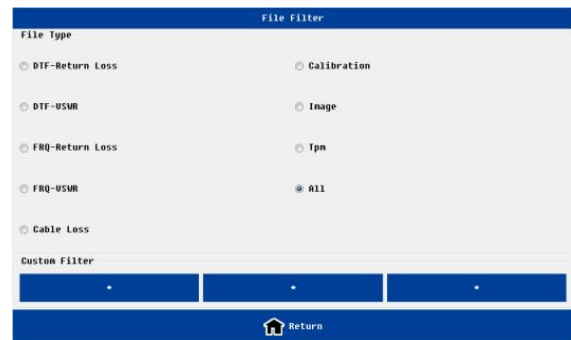 File Filter
File Type
DTF-Return Loss
Calibration
DTF-VSWR
Image
FRQ-Return Loss
Tpm
FRQ-VSWR
All
Cable Loss
Custom Filter
* * *
Return